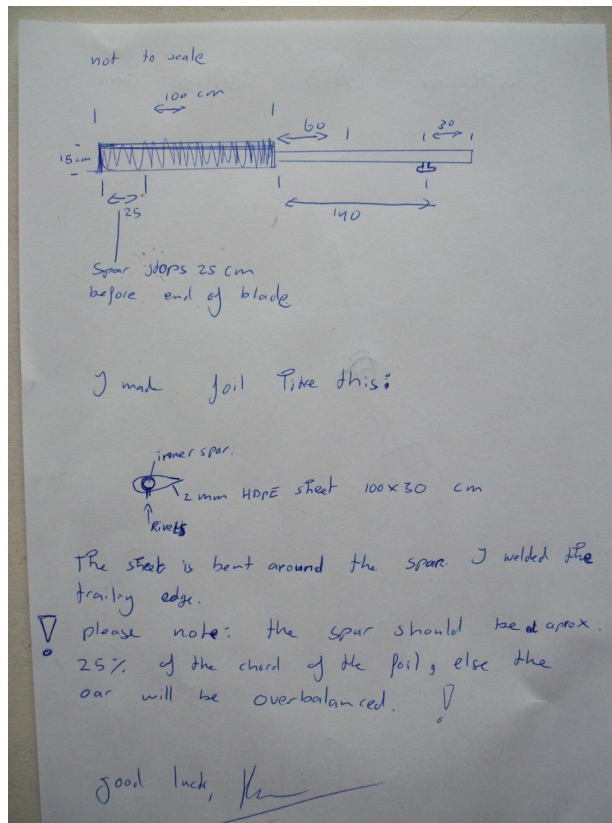 not to scale
100 cm
60
30
15 cm
25
140
Spar stops 25 cm
before end of blade
I made foil like this:
inner spar.
2 mm HDPE sheet 100x30 cm
Rivets
The sheet is bent around the spar. I welded the
trailing edge.
! please note: the spar should be at aprox.
25% of the chord of the foil, else the
oar will be overbalanced. !
good luck,